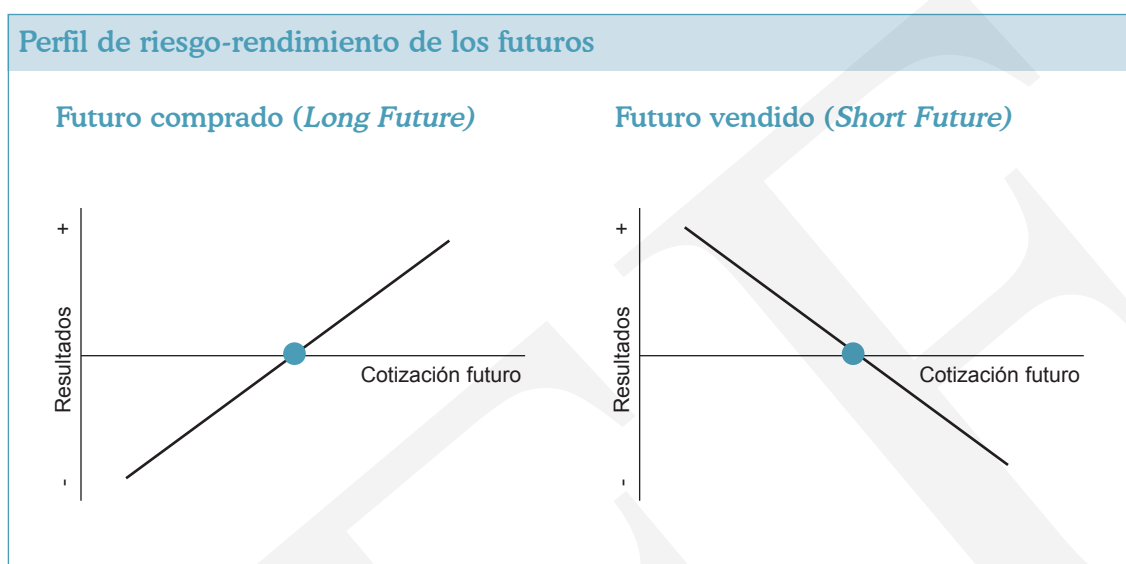 Perfil de riesgo-rendimiento de los futuros
Futuro comprado (Long Future)
Futuro vendido (Short Future)
+
Resultados
-
Cotización futuro
+
Resultados
-
Cotización futuro